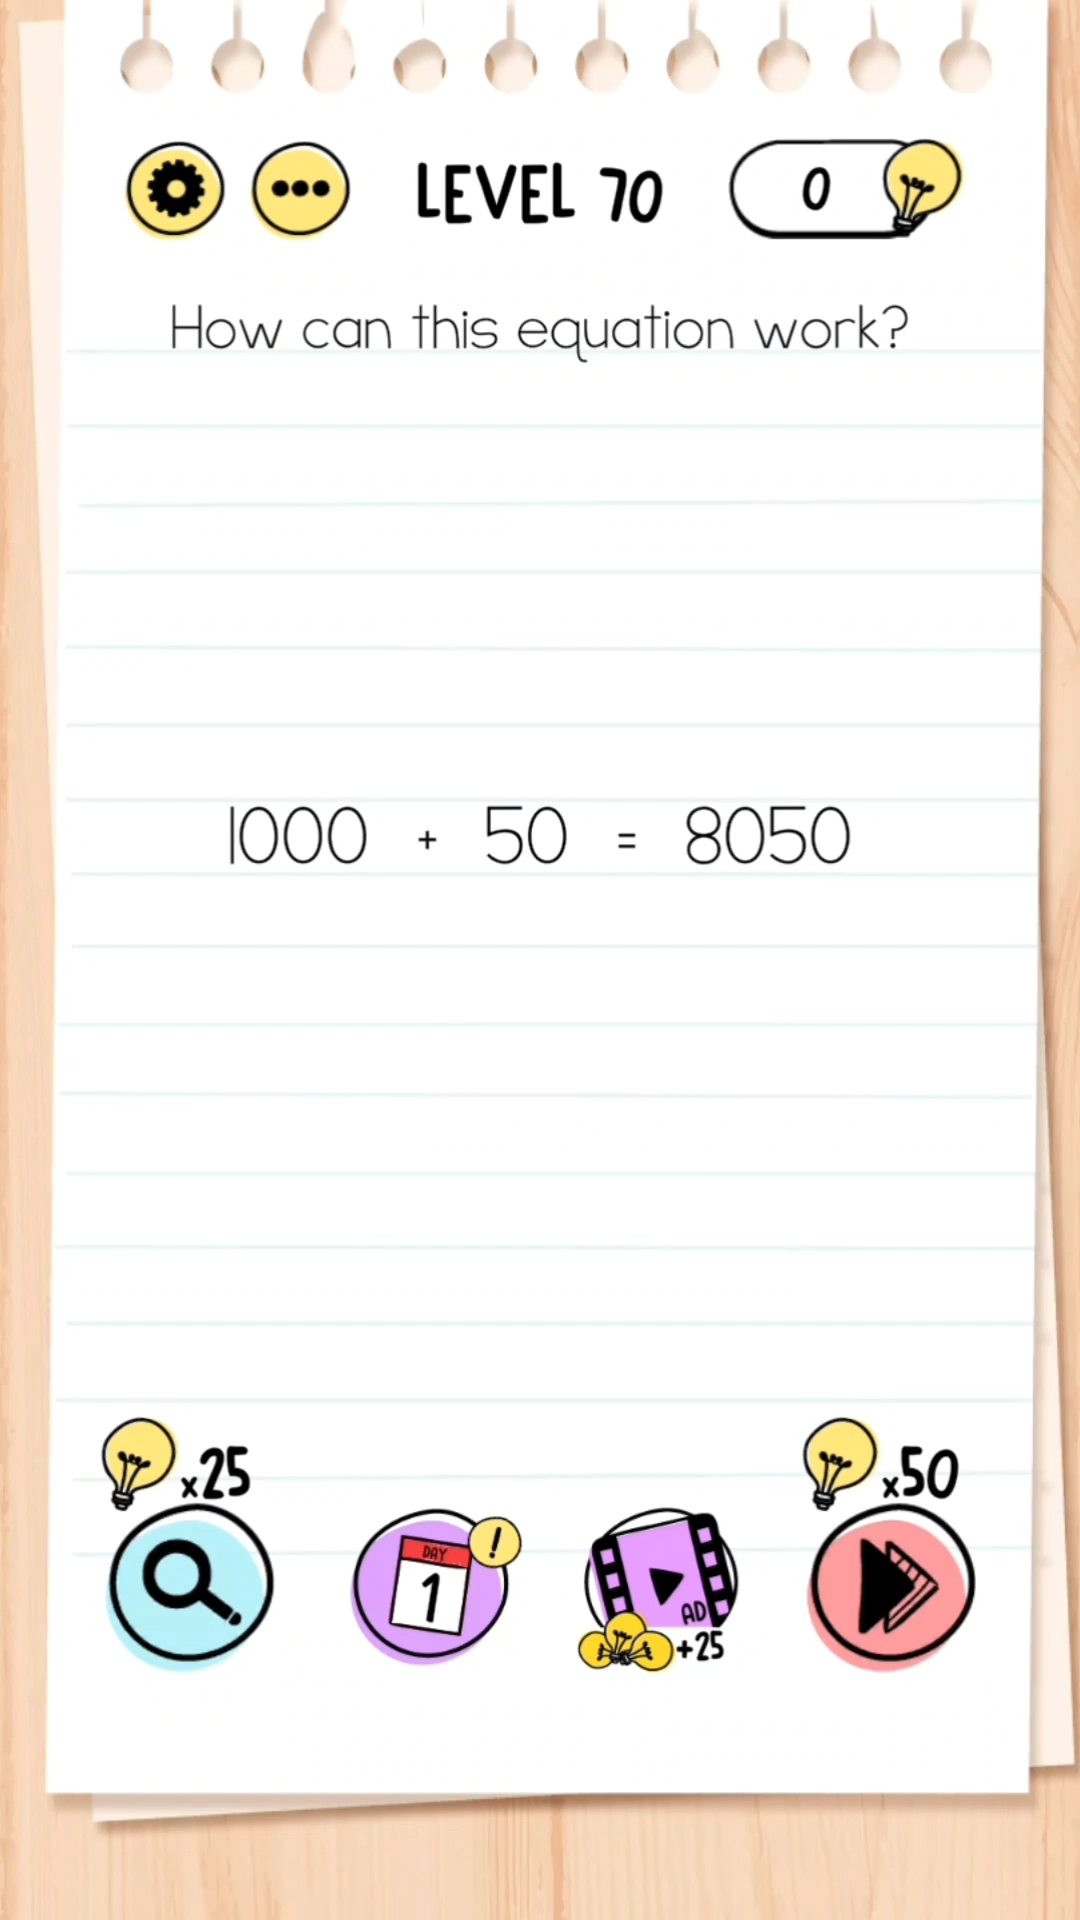 LEVEL 70
0
How can this equation work?
1000 + 50 = 8050
x25
x50
DAY
1
!
AD
+25